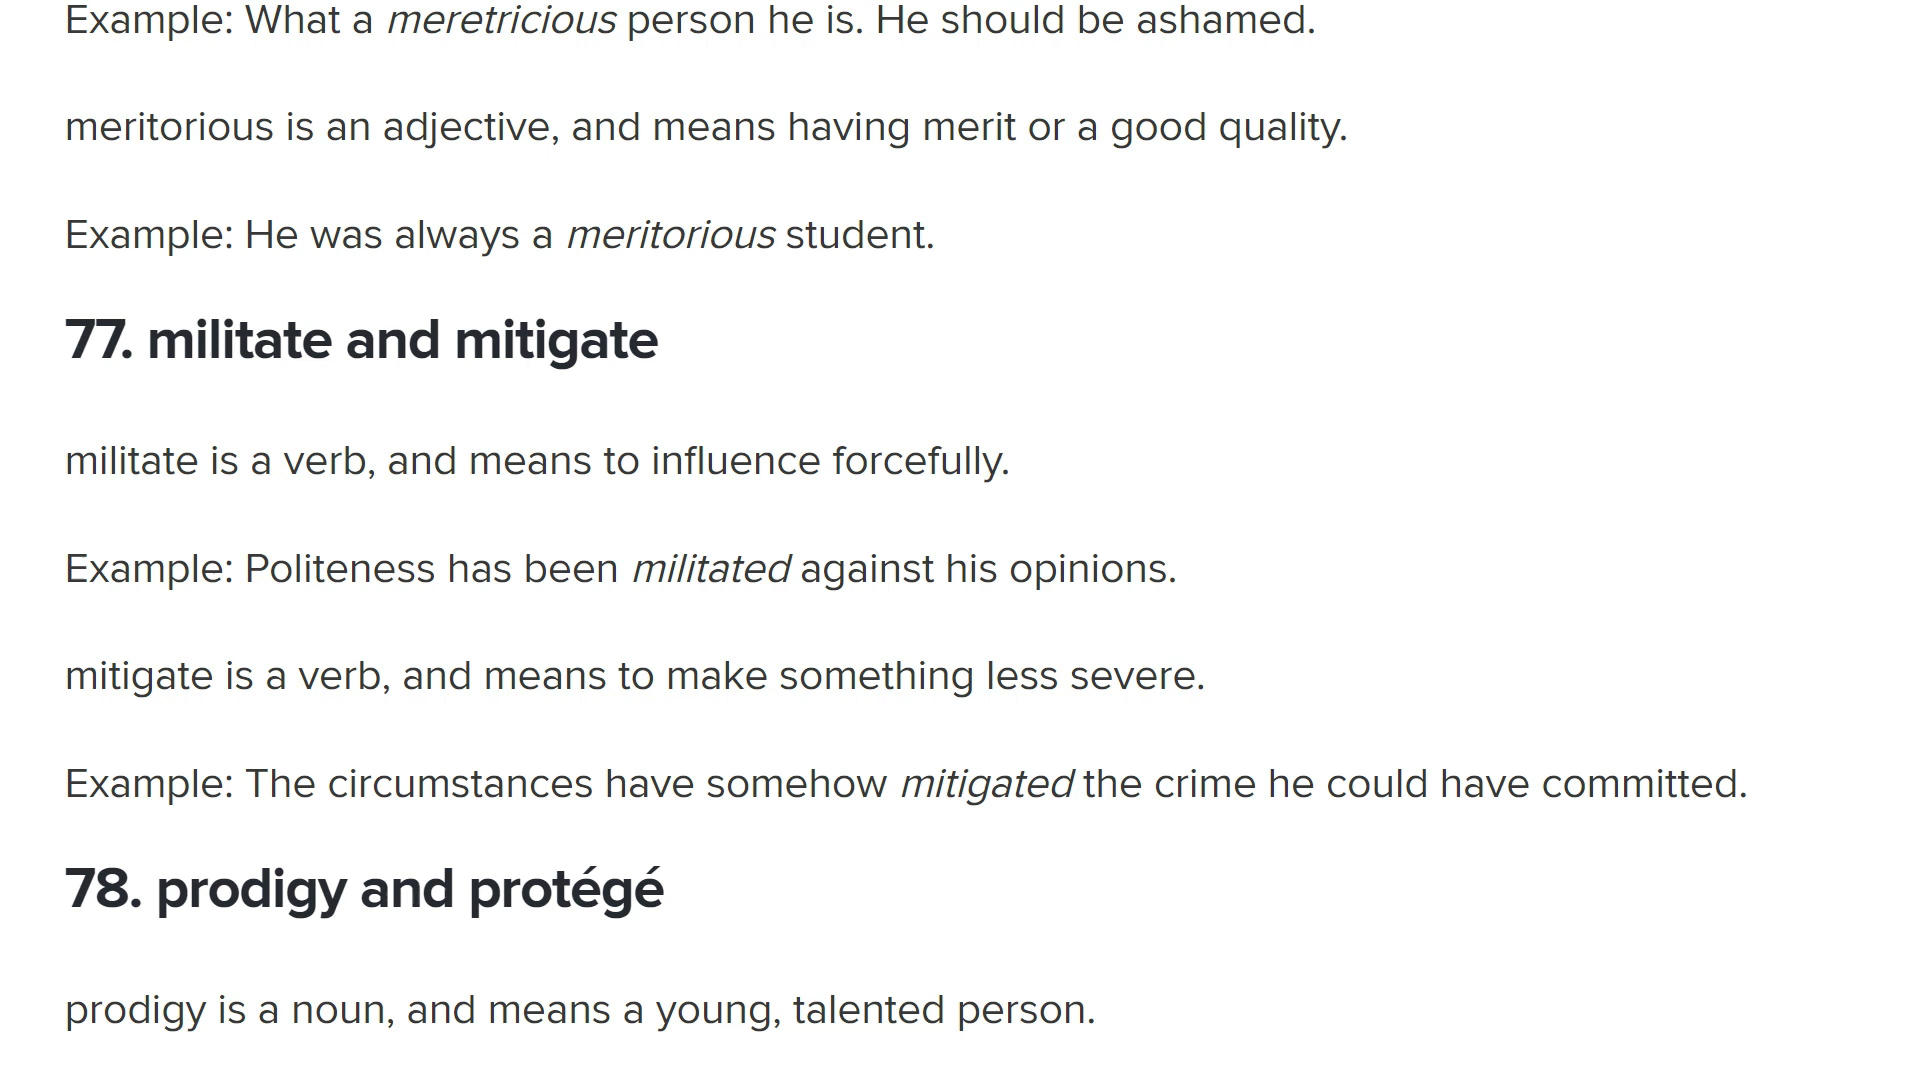 Example: What a meretricious person he is. He should be ashamed.
meritorious is an adjective, and means having merit or a good quality.
Example: He was always a meritorious student.
77. militate and mitigate
militate is a verb, and means to influence forcefully.
Example: Politeness has been militated against his opinions.
mitigate is a verb, and means to make something less severe.
Example: The circumstances have somehow mitigated the crime he could have committed.
78. prodigy and protégé
prodigy is a noun, and means a young, talented person.